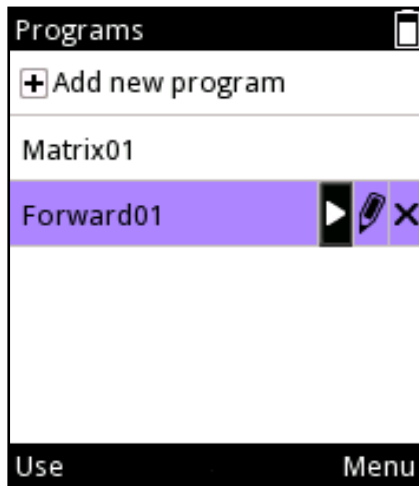 Programs
Add new program
Matrix01
Forward01
Use Menu